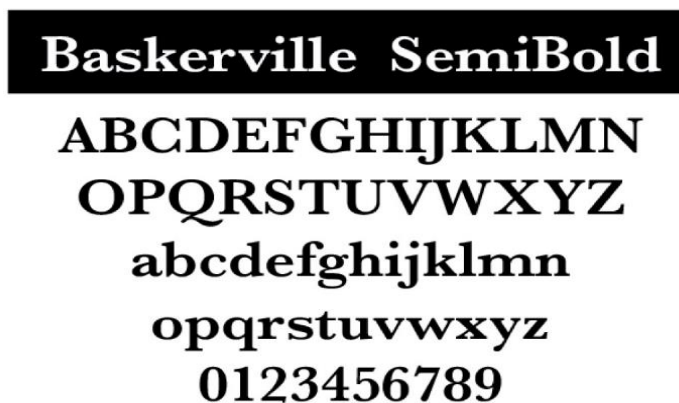 Baskerville SemiBold
ABCDEFGHIJKLMN
OPQRSTUVWXYZ
abcdefghijklmn
opqrstuvwxyz
0123456789